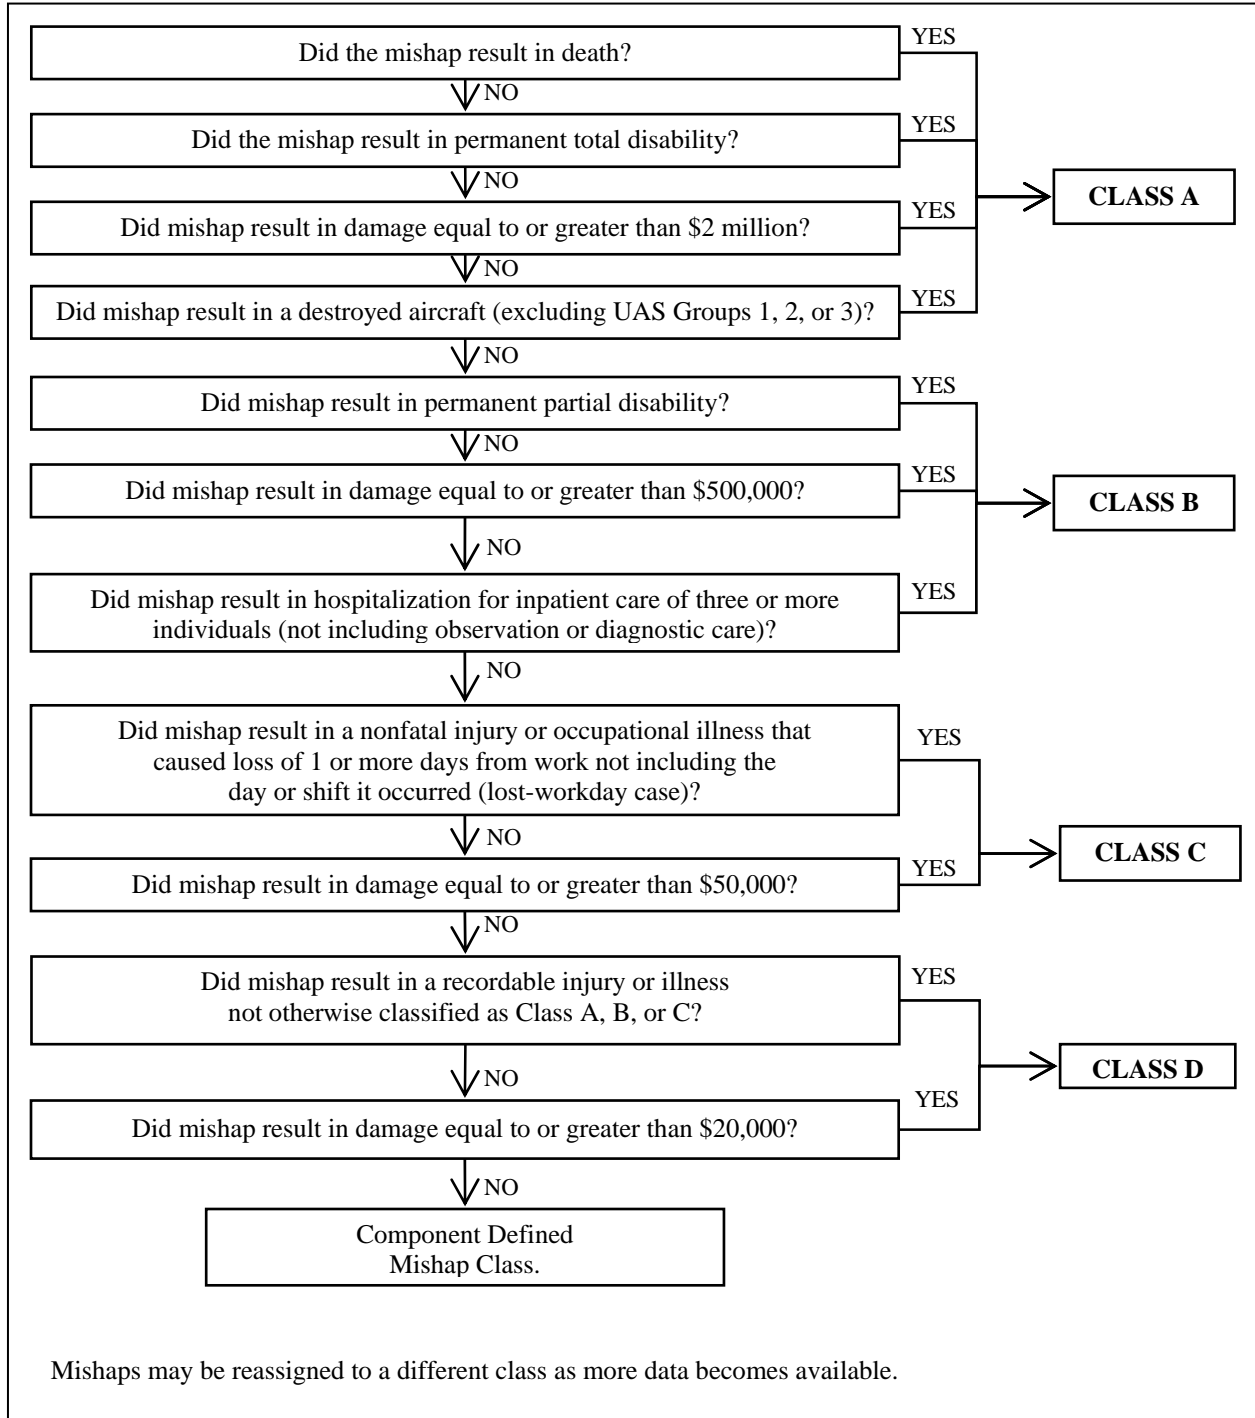 Did the mishap result in death?
YES
NO
Did the mishap result in permanent total disability?
YES
NO
CLASS A
Did mishap result in damage equal to or greater than $2 million?
YES
NO
Did mishap result in a destroyed aircraft (excluding UAS Groups 1, 2, or 3)?
YES
NO
Did mishap result in permanent partial disability?
YES
NO
Did mishap result in damage equal to or greater than $500,000?
YES
CLASS B
NO
Did mishap result in hospitalization for inpatient care of three or more
individuals (not including observation or diagnostic care)?
YES
NO
Did mishap result in a nonfatal injury or occupational illness that
caused loss of 1 or more days from work not including the
day or shift it occurred (lost-workday case)?
YES
NO
CLASS C
Did mishap result in damage equal to or greater than $50,000?
YES
NO
Did mishap result in a recordable injury or illness
not otherwise classified as Class A, B, or C?
YES
NO
CLASS D
Did mishap result in damage equal to or greater than $20,000?
YES
NO
Component Defined
Mishap Class.
Mishaps may be reassigned to a different class as more data becomes available.